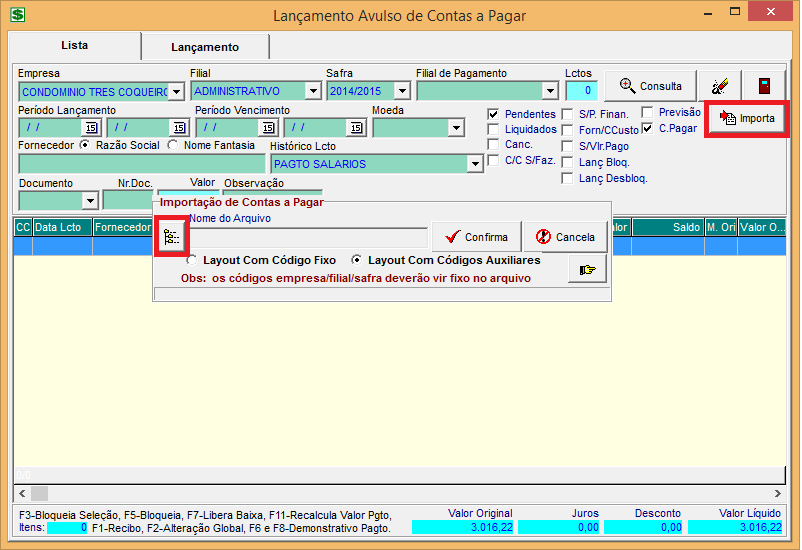 Lançamento Avulso de Contas a Pagar
Lista
Lançamento
Empresa Filial Safra Filial de Pagamento Lctos
CONDOMINIO TRES COQUEIRO ADMINISTRATIVO 2014/2015 0 Consulta
Período Lançamento Período Vencimento Moeda
/ / 15 / / 15 / / 15 / / 15
Pendentes S/P. Finan. Previsão
Liquidados Forn/CCusto C.Pagar
Canc. S/Vlr.Pago
C/C S/Faz. Lanç Bloq.
Lanç Desbloq.
Importa
Fornecedor Razão Social Nome Fantasia Histórico Lcto
PAGTO SALARIOS
Documento Nr.Doc. Valor Observação
Importação de Contas a Pagar
Nome do Arquivo
Confirma Cancela
Layout Com Código Fixo Layout Com Códigos Auxiliares
Obs: os códigos empresa/filial/safra deverão vir fixo no arquivo
CC Data Lcto Fornecedor Valor Saldo M. Ori Valor O...
0/0
F3-Bloqueia Seleção, F5-Bloqueia, F7-Libera Baixa, F11-Recalcula Valor Pgto,
Itens: 0 F1-Recibo, F2-Alteração Global, F6 e F8-Demonstrativo Pagto.
Valor Original Juros Desconto Valor Líquido
3.016,22 0,00 0,00 3.016,22